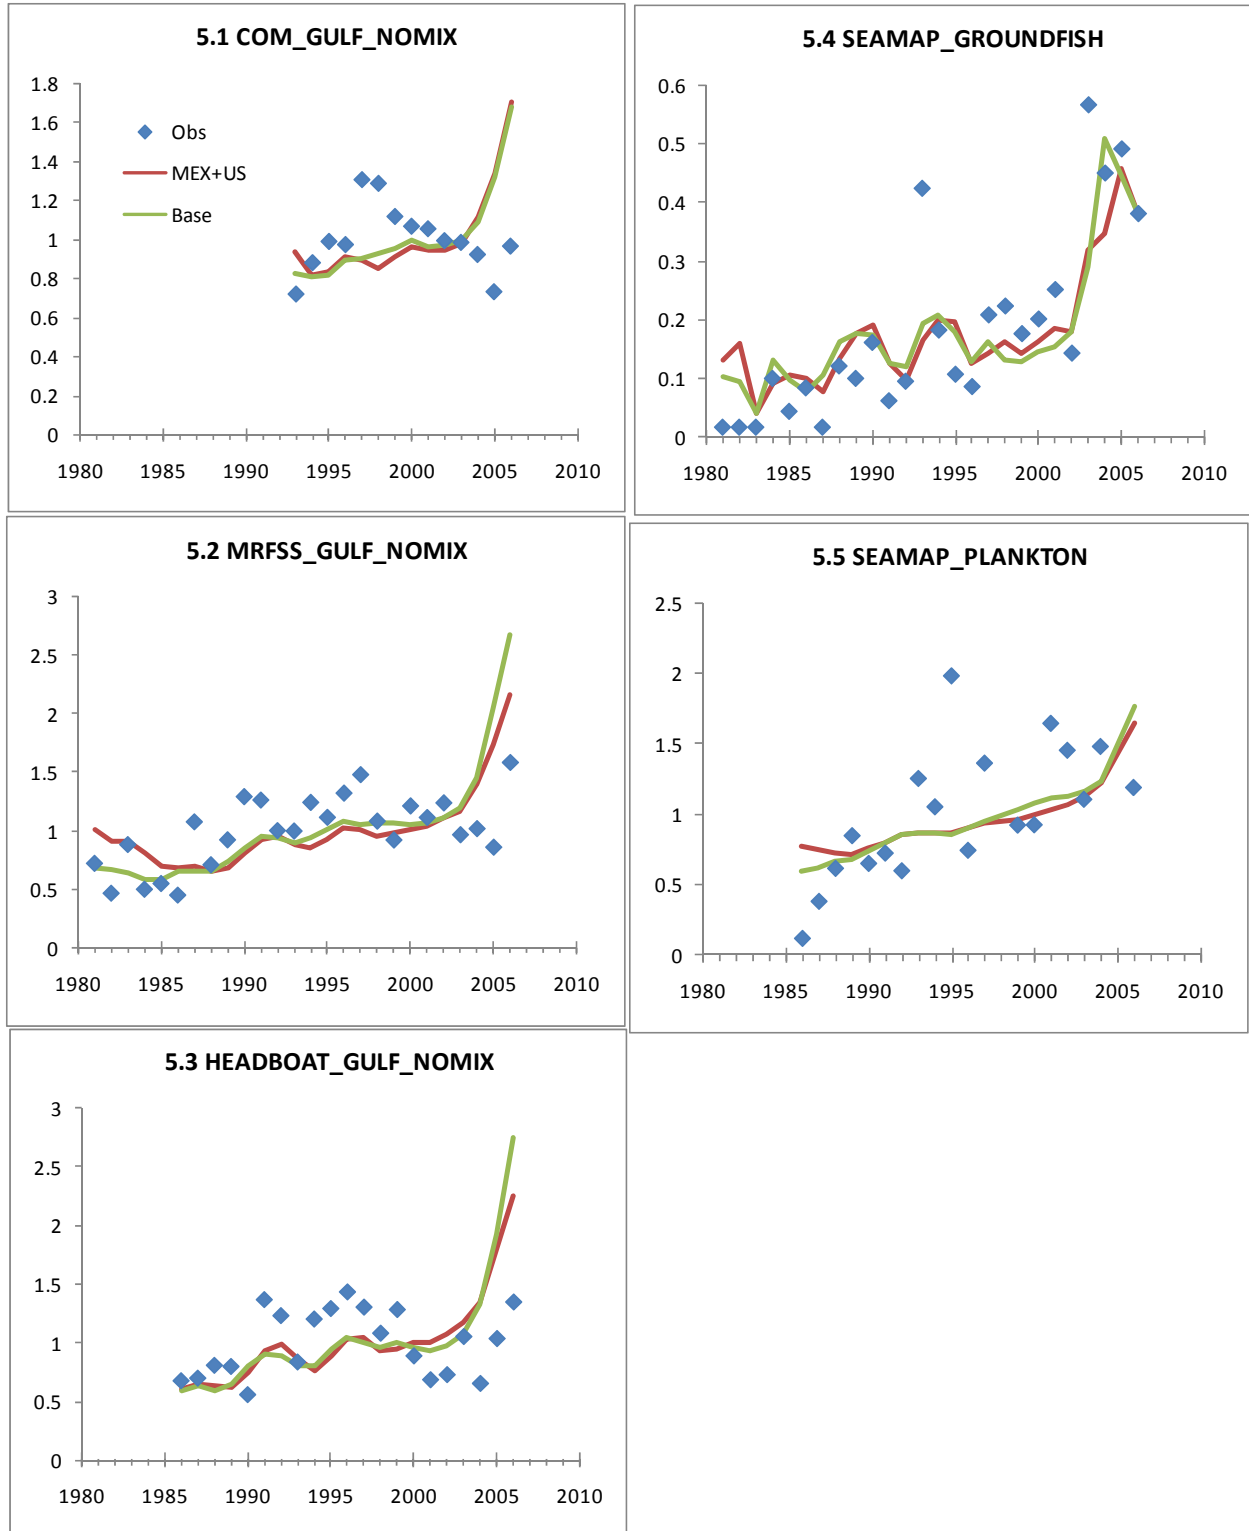 5.1 COM_GULF_NOMIX
1.8
1.6
1.4
1.2
1
0.8
0.6
0.4
0.2
0
Obs
MEX+US
Base
1980 1985 1990 1995 2000 2005 2010
5.4 SEAMAP_GROUNDFISH
0.6
0.5
0.4
0.3
0.2
0.1
0
1980 1985 1990 1995 2000 2005 2010
5.2 MRFSS_GULF_NOMIX
3
2.5
2
1.5
1
0.5
0
1980 1985 1990 1995 2000 2005 2010
5.5 SEAMAP_PLANKTON
2.5
2
1.5
1
0.5
0
1980 1985 1990 1995 2000 2005 2010
5.3 HEADBOAT_GULF_NOMIX
3
2.5
2
1.5
1
0.5
0
1980 1985 1990 1995 2000 2005 2010